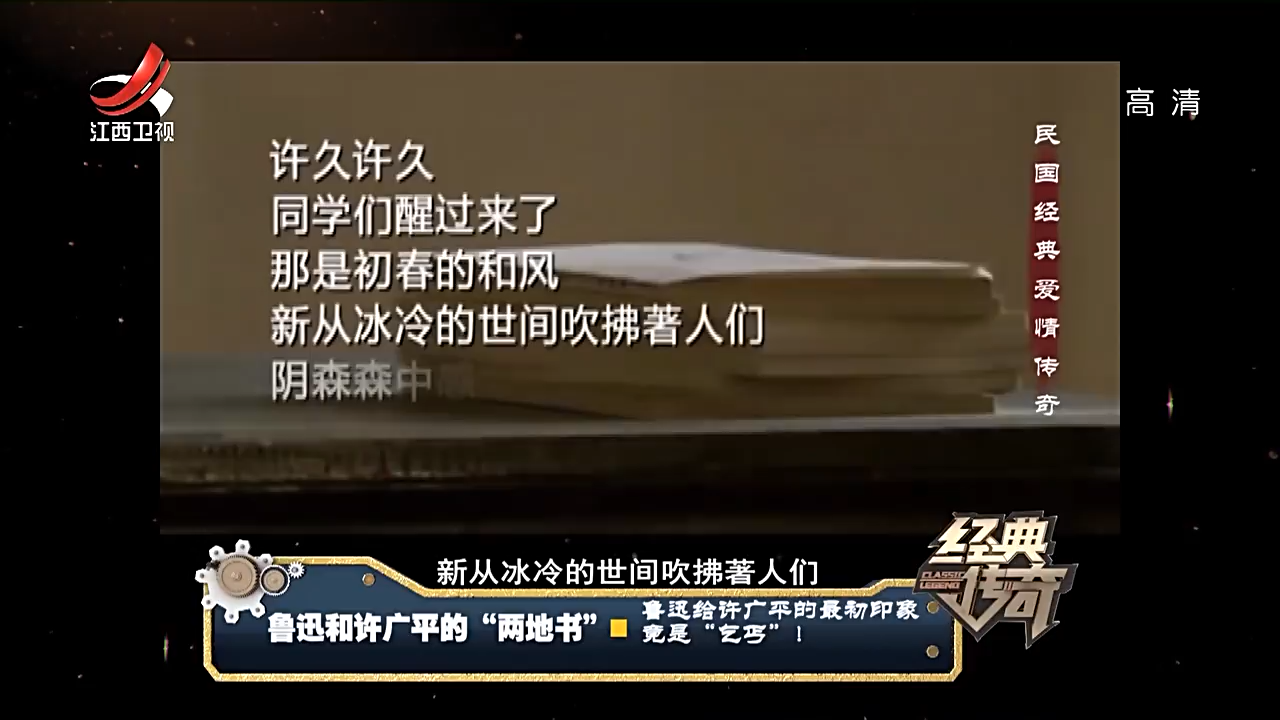 江西卫视
高清
民国经典爱情传奇
许久许久
同学们醒过来了
那是初春的和风
新从冰冷的世间吹拂著人们
阴森森中
新从冰冷的世间吹拂著人们
鲁迅和许广平的“两地书”
鲁迅给许广平的最初印象
竟是“乞丐”！
经典
CLASSIC
LEGEND
传奇